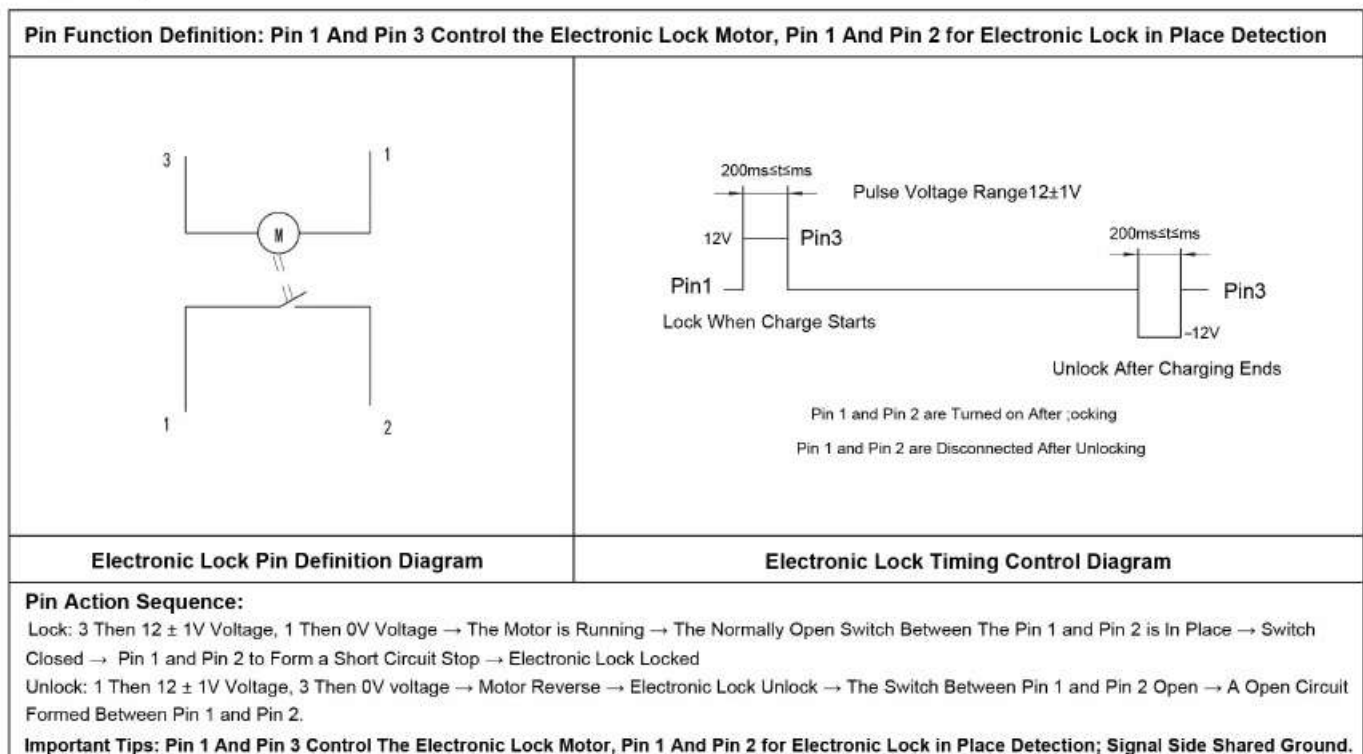 Pin Function Definition: Pin 1 And Pin 3 Control the Electronic Lock Motor, Pin 1 And Pin 2 for Electronic Lock in Place Detection
3
1
M
1
2
200ms≤t≤ms
Pulse Voltage Range12±1V
12V
Pin3
Pin1
Lock When Charge Starts
200ms≤t≤ms
Pin3
-12V
Unlock After Charging Ends
Pin 1 and Pin 2 are Turned on After ;ocking
Pin 1 and Pin 2 are Disconnected After Unlocking
Electronic Lock Pin Definition Diagram
Electronic Lock Timing Control Diagram
Pin Action Sequence:
Lock: 3 Then 12 ± 1V Voltage, 1 Then 0V Voltage → The Motor is Running → The Normally Open Switch Between The Pin 1 and Pin 2 is In Place → Switch
Closed → Pin 1 and Pin 2 to Form a Short Circuit Stop → Electronic Lock Locked
Unlock: 1 Then 12 ± 1V Voltage, 3 Then 0V voltage → Motor Reverse → Electronic Lock Unlock → The Switch Between Pin 1 and Pin 2 Open → A Open Circuit
Formed Between Pin 1 and Pin 2.
Important Tips: Pin 1 And Pin 3 Control The Electronic Lock Motor, Pin 1 And Pin 2 for Electronic Lock in Place Detection; Signal Side Shared Ground